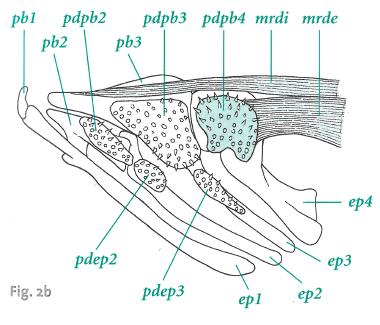 pb1 pdpb2 pdpb3 pdpb4 mrdi mrde
pb2 pb3
ep4
pdep2
ep3
pdep3 ep2
Fig. 2b ep1